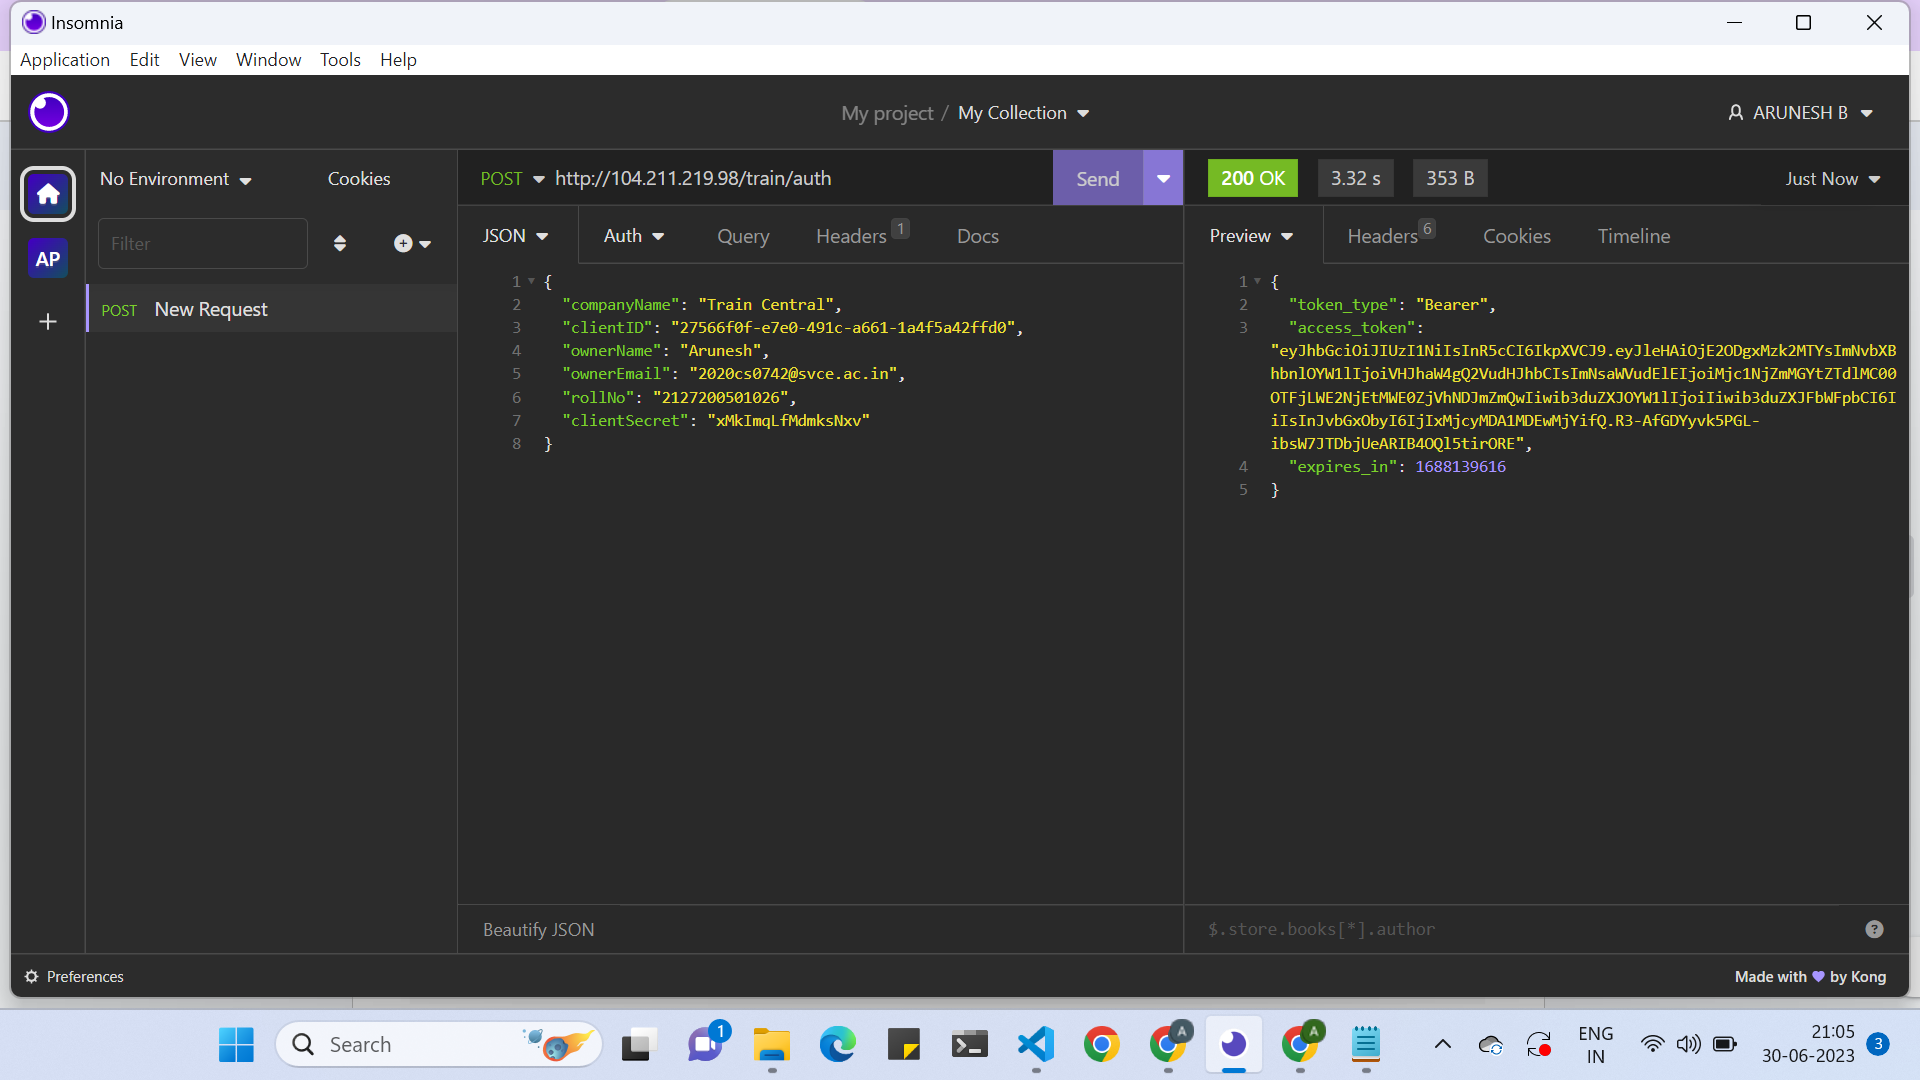 Insomnia
Application Edit View Window Tools Help
My project / My Collection
ARUNESH B
No Environment
Cookies
POST http://104.211.219.98/train/auth
Send
200 OK 3.32 s 353 B
Just Now
Filter
JSON Auth Query Headers 1 Docs
Preview Headers 6 Cookies Timeline
AP
POST New Request
1 {
2 "companyName": "Train Central",
3 "clientID": "27566f0f-e7e0-491c-a661-1a4f5a42ffd0",
4 "ownerName": "Arunesh",
5 "ownerEmail": "2020cs0742@svce.ac.in",
6 "rollNo": "2127200501026",
7 "clientSecret": "xMkImqLfMdmksNxv"
8 }
1 {
2 "token_type": "Bearer",
3 "access_token":
"eyJhbGciOiJIUzI1NiIsInR5cCI6IkpXVCJ9.eyJleHAiOjE2ODgxMzk2MTYsImNvbXB
hbnlOYW1lIjoiVHJhaW4gQ2VudHJhbCIsImNsaWVudElEIjoiMjc1NjZmMGYtZTdlMC00
OTFjLWE2NjEtMWE0ZjVhNDJmZmQwIiwib3duZXJOYW1lIjoiIiwib3duZXJFbWFpbCI6I
iIsInJvbGxObyI6IjIxMjcyMDA1MDEwMjYifQ.R3-AfGDYyvk5PGL-
ibsW7JTDbjUeARIB4OQl5tirORE",
4 "expires_in": 1688139616
5 }
Beautify JSON
$.store.books[*].author
Preferences
Made with by Kong
Search
1
A
A
ENG
IN
21:05
30-06-2023
3